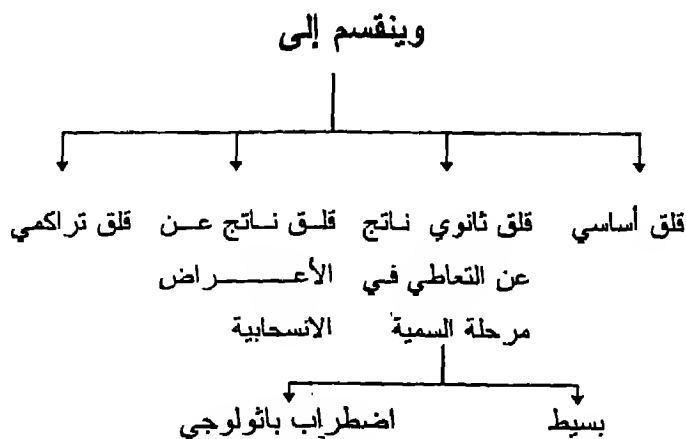 وينقسم إلى
قلق أساسي
قلق ثانوي ناتج
عن التعاطي في
مرحلة السمية
قلق ناتج عن
الأعراض
الانسحابية
قلق تراكمي
بسيط
اضطراب باثولوجي